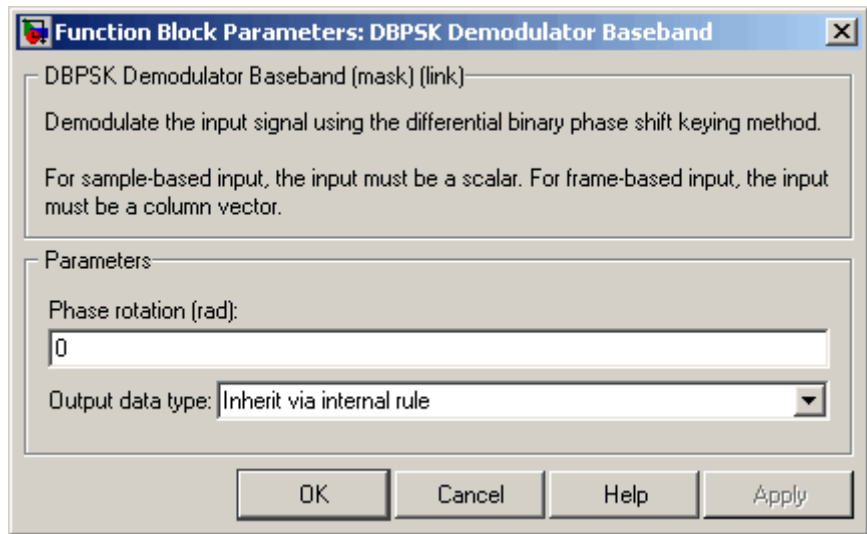 Function Block Parameters: DBPSK Demodulator Baseband
DBPSK Demodulator Baseband (mask) (link)
Demodulate the input signal using the differential binary phase shift keying method.
For sample-based input, the input must be a scalar. For frame-based input, the input
must be a column vector.
Parameters
Phase rotation (rad):
0
Output data type: Inherit via internal rule
OK Cancel Help Apply